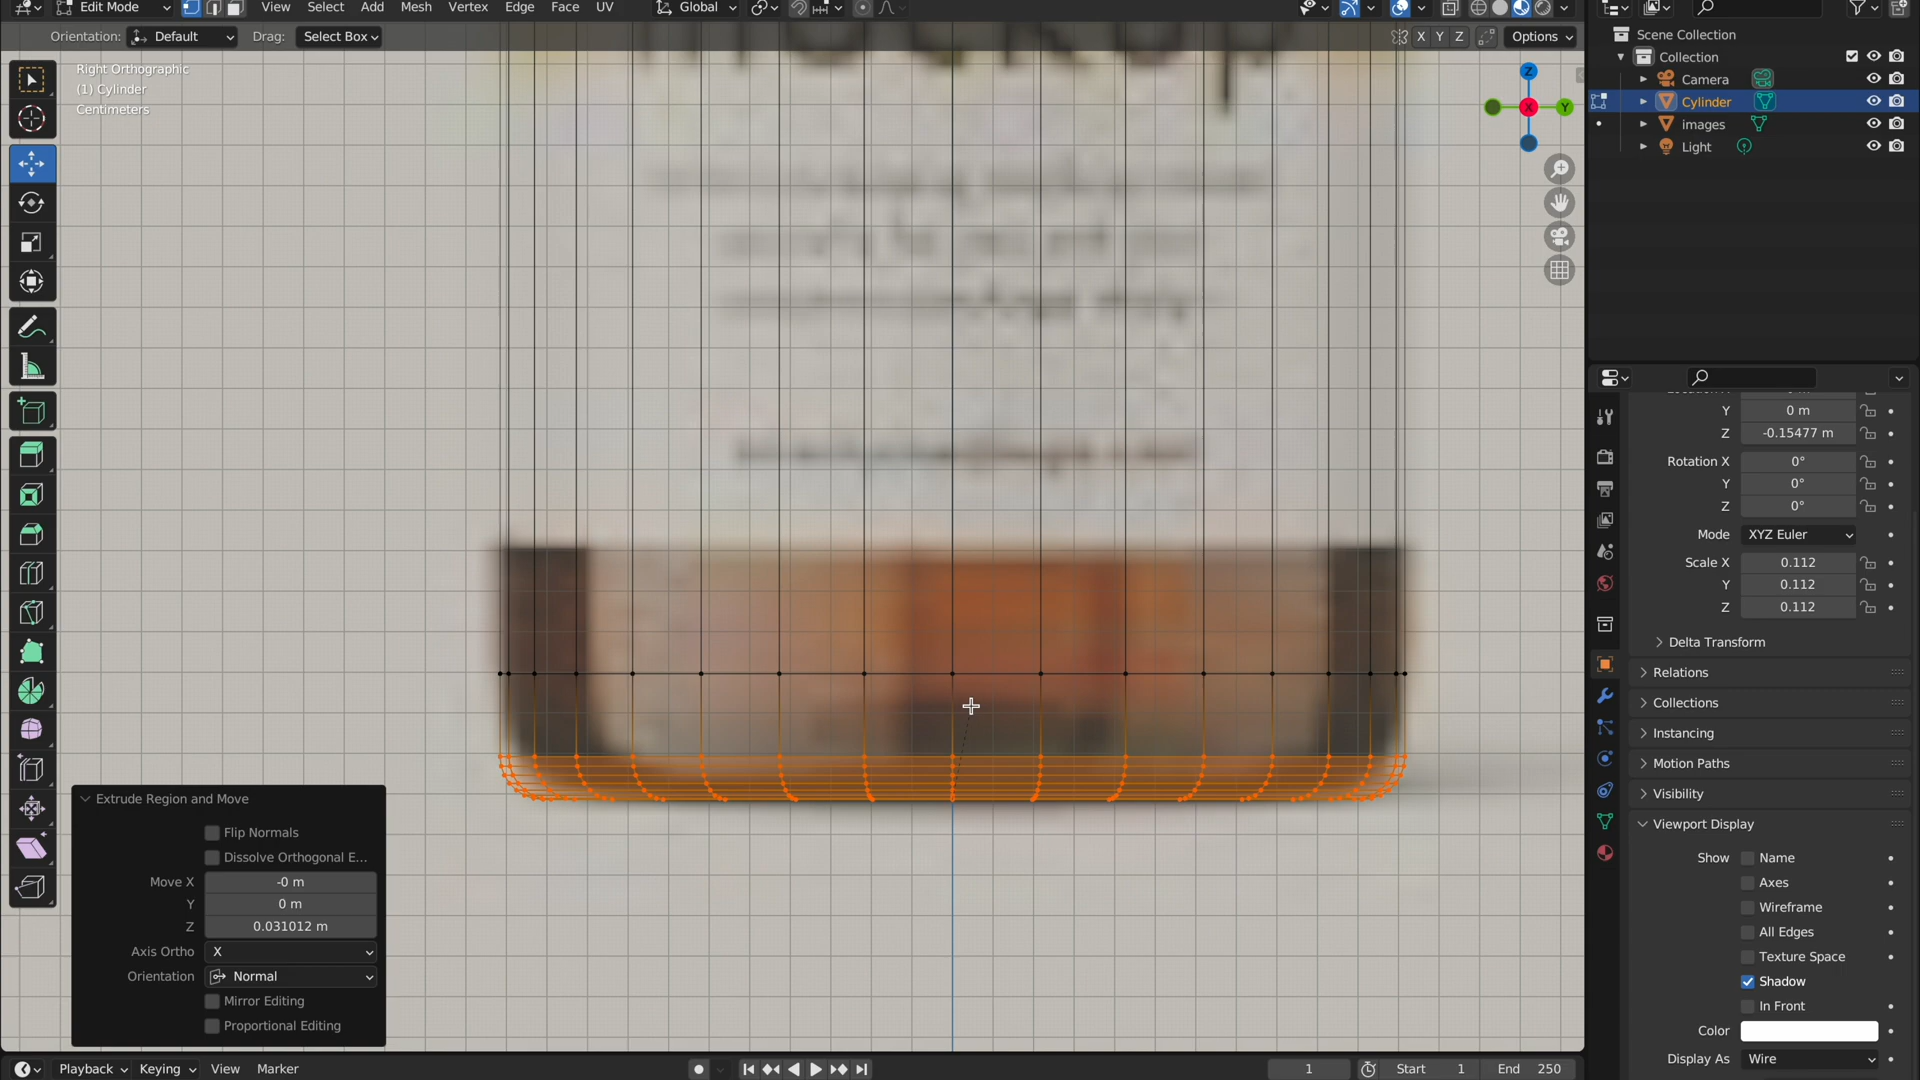 Edit Mode View Select Add Mesh Vertex Edge Face UV Global
Orientation: Default Drag: Select Box X Y Z Options
Right Orthographic
(1) Cylinder
Centimeters
Z
X
Y
Scene Collection
Collection
Camera
Cylinder
images
Light
Y 0 m
Z -0.15477 m
Rotation X 0°
Y 0°
Z 0°
Mode XYZ Euler
Scale X 0.112
Y 0.112
Z 0.112
Delta Transform
Relations
Collections
Instancing
Motion Paths
Visibility
Viewport Display
Show Name
Axes
Wireframe
All Edges
Texture Space
Shadow
In Front
Color
Display As Wire
Extrude Region and Move
Flip Normals
Dissolve Orthogonal E...
Move X -0 m
Y 0 m
Z 0.031012 m
Axis Ortho X
Orientation Normal
Mirror Editing
Proportional Editing
Playback Keying View Marker 1 Start 1 End 250